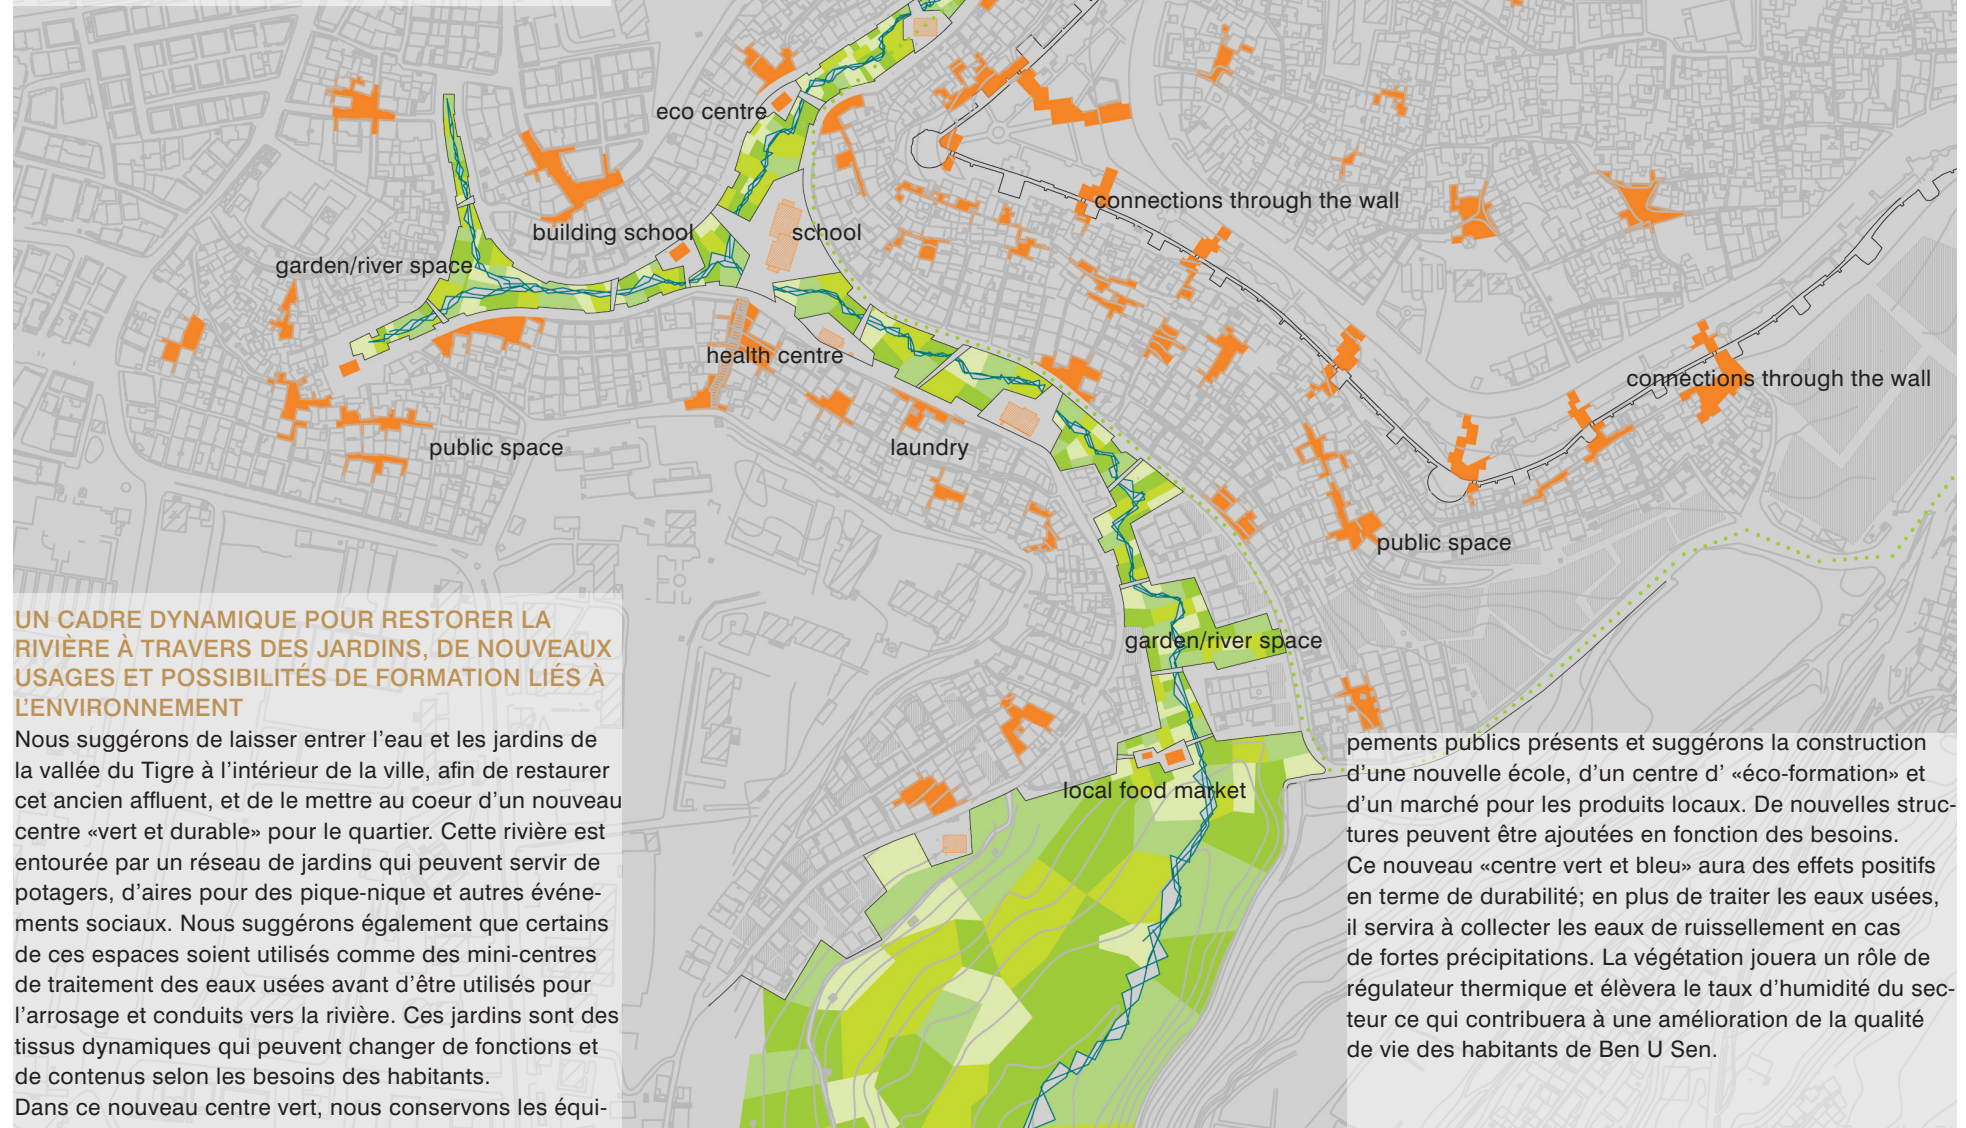 eco centre
connections through the wall
building school
school
garden/river space
health centre
connections through the wall
public space
laundry
public space
garden/river space
local food market
UN CADRE DYNAMIQUE POUR RESTORER LA
RIVIÈRE À TRAVERS DES JARDINS, DE NOUVEAUX
USAGES ET POSSIBILITÉS DE FORMATION LIÉS À
L'ENVIRONNEMENT
Nous suggérons de laisser entrer l'eau et les jardins de
la vallée du Tigre à l'intérieur de la ville, afin de restaurer
cet ancien affluent, et de le mettre au coeur d'un nouveau
centre «vert et durable» pour le quartier. Cette rivière est
entourée par un réseau de jardins qui peuvent servir de
potagers, d'aires pour des pique-nique et autres événe-
ments sociaux. Nous suggérons également que certains
de ces espaces soient utilisés comme des mini-centres
de traitement des eaux usées avant d'être utilisés pour
l'arrosage et conduits vers la rivière. Ces jardins sont des
tissus dynamiques qui peuvent changer de fonctions et
de contenus selon les besoins des habitants.
Dans ce nouveau centre vert, nous conservons les équi-
pements publics présents et suggérons la construction
d'une nouvelle école, d'un centre d' «éco-formation» et
d'un marché pour les produits locaux. De nouvelles struc-
tures peuvent être ajoutées en fonction des besoins.
Ce nouveau «centre vert et bleu» aura des effets positifs
en terme de durabilité; en plus de traiter les eaux usées,
il servira à collecter les eaux de ruissellement en cas
de fortes précipitations. La végétation jouera un rôle de
régulateur thermique et élèvera le taux d'humidité du sec-
teur ce qui contribuera à une amélioration de la qualité
de vie des habitants de Ben U Sen.